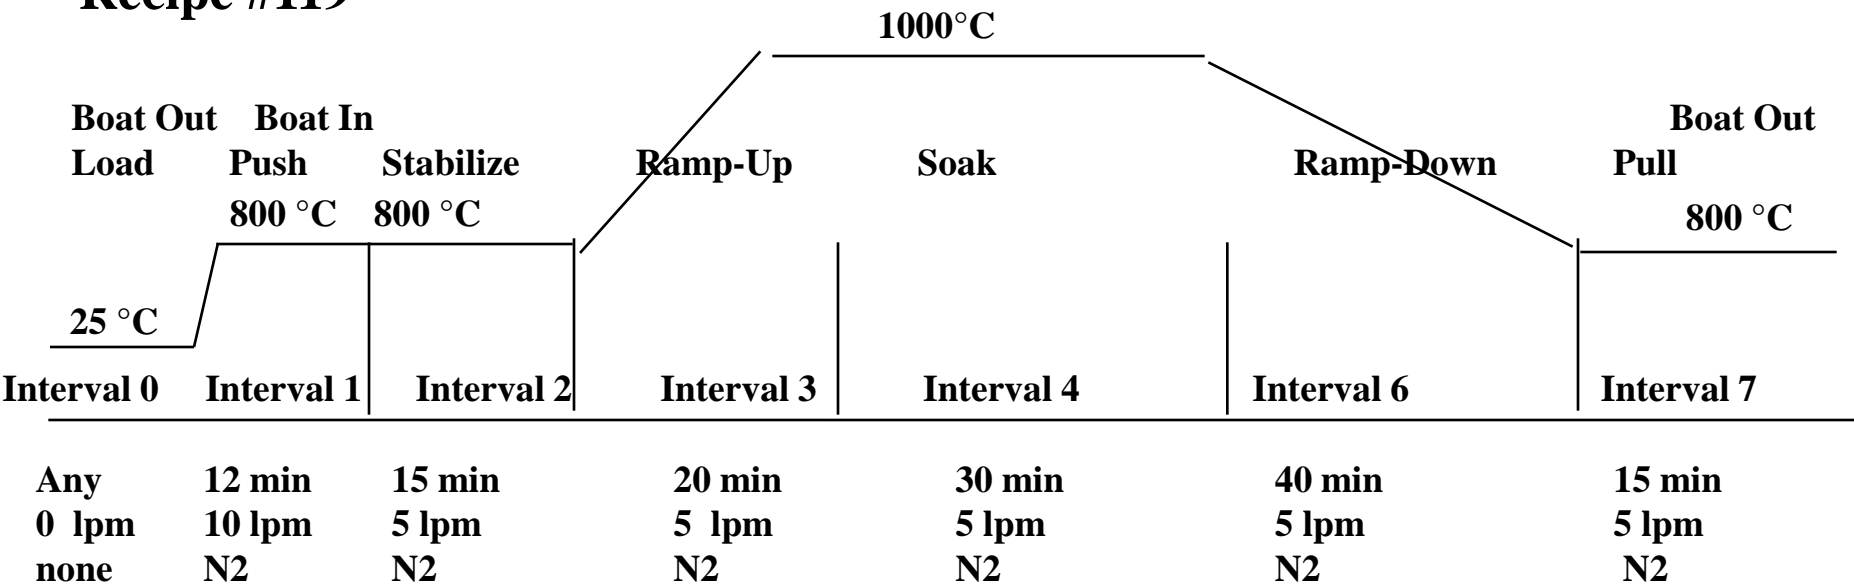 Recipe #119
1000°C
Boat Out Boat In Boat Out
Load Push Stabilize Ramp-Up Soak Ramp-Down Pull
800 °C 800 °C 800 °C
25 °C
Interval 0 Interval 1 Interval 2 Interval 3 Interval 4 Interval 6 Interval 7
Any 12 min 15 min 20 min 30 min 40 min 15 min
0 lpm 10 lpm 5 lpm 5 lpm 5 lpm 5 lpm 5 lpm
none N2 N2 N2 N2 N2 N2